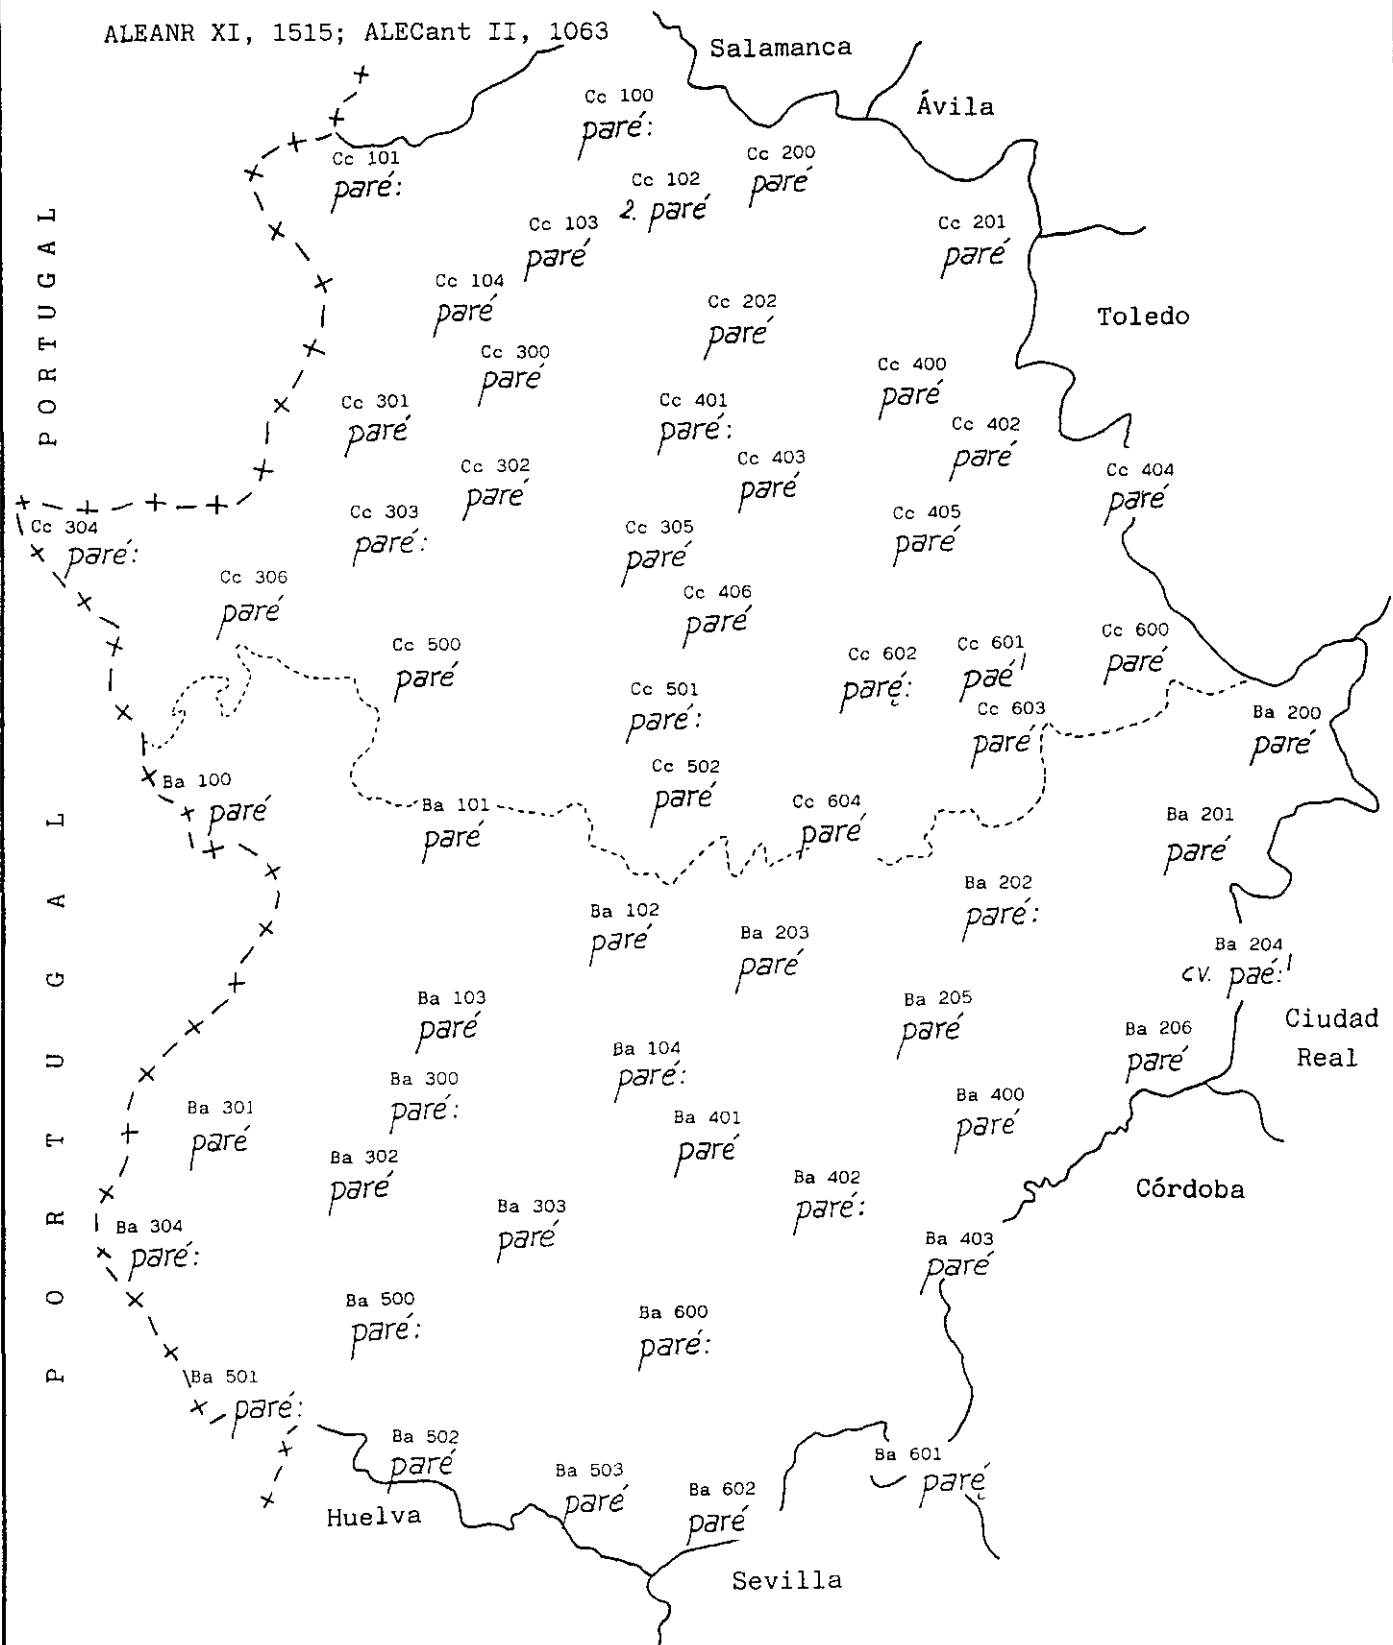 ALEANR XI, 1515; ALECant II, 1063
Salamanca
Ávila
Cc 100
paré:
Cc 101
paré:
Cc 102
2. paré
Cc 200
paré
Cc 103
paré
Cc 201
paré
Cc 104
paré
Cc 202
paré
Toledo
PORTUGAL
Cc 300
paré
Cc 400
paré
Cc 301
paré
Cc 401
paré:
Cc 402
paré
Cc 302
paré
Cc 403
paré
Cc 404
paré
Cc 303
paré:
Cc 304
paré:
Cc 305
paré
Cc 405
paré
Cc 306
paré
Cc 406
paré
Cc 500
paré
Cc 602
paré̜:
Cc 601
paé
Cc 600
paré
Cc 501
paré:
Cc 603
paré
Ba 200
paré
Cc 502
paré
Ba 100
paré
Ba 101
paré
Cc 604
paré
Ba 201
paré
Ba 202
paré:
Ba 102
paré
Ba 203
paré
Ba 204
cv. paé:
PORTUGAL
Ba 103
paré
Ba 205
paré
Ciudad
Real
Ba 206
paré
Ba 104
paré:
Ba 300
paré:
Ba 301
paré
Ba 401
paré
Ba 400
paré
Ba 302
paré
Ba 402
paré:
Córdoba
Ba 303
paré
Ba 304
paré:
Ba 403
paré
Ba 500
paré:
Ba 600
paré:
Ba 501
paré:
Ba 502
paré
Ba 601
paré̜
Ba 503
paré
Ba 602
paré
Huelva
Sevilla